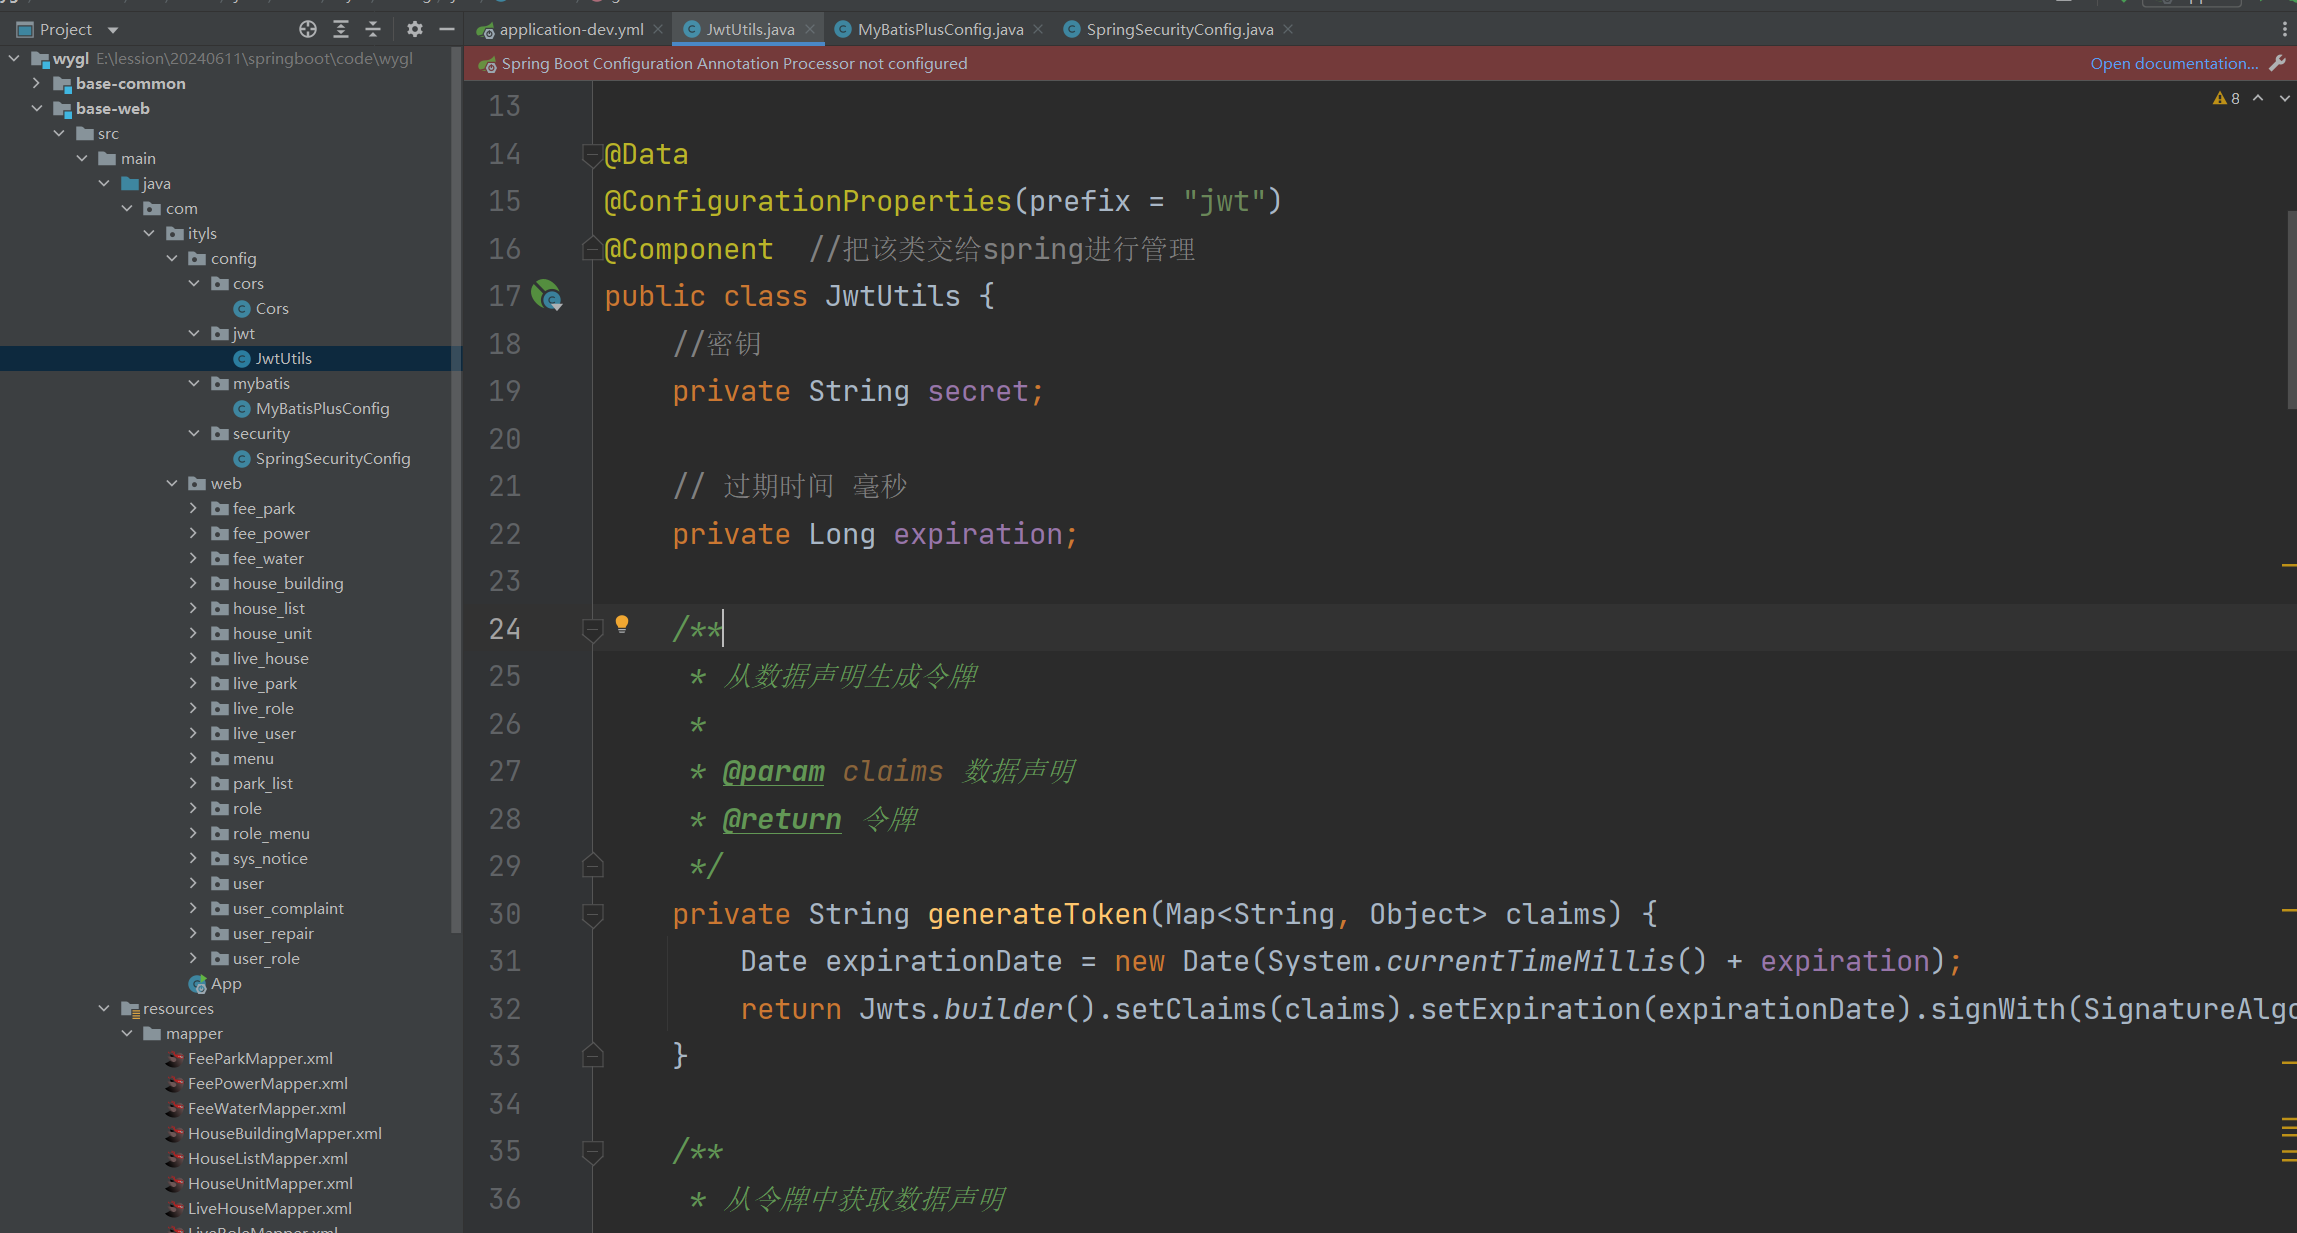 Project
wygl E:\lession\20240611\springboot\code\wygl
base-common
base-web
src
main
java
com
ityls
config
cors
Cors
jwt
JwtUtils
mybatis
MyBatisPlusConfig
security
SpringSecurityConfig
web
fee_park
fee_power
fee_water
house_building
house_list
house_unit
live_house
live_park
live_role
live_user
menu
park_list
role
role_menu
sys_notice
user
user_complaint
user_repair
user_role
App
resources
mapper
FeeParkMapper.xml
FeePowerMapper.xml
FeeWaterMapper.xml
HouseBuildingMapper.xml
HouseListMapper.xml
HouseUnitMapper.xml
LiveHouseMapper.xml
LiveRoleMapper.xml
application-dev.yml JwtUtils.java MyBatisPlusConfig.java SpringSecurityConfig.java
Spring Boot Configuration Annotation Processor not configured Open documentation...
8
13
14 @Data
15 @ConfigurationProperties(prefix = "jwt")
16 @Component //把该类交给spring进行管理
17 public class JwtUtils {
18 //密钥
19 private String secret;
20
21 // 过期时间 毫秒
22 private Long expiration;
23
24 /**
25 * 从数据声明生成令牌
26 *
27 * @param claims 数据声明
28 * @return 令牌
29 */
30 private String generateToken(Map<String, Object> claims) {
31 Date expirationDate = new Date(System.currentTimeMillis() + expiration);
32 return Jwts.builder().setClaims(claims).setExpiration(expirationDate).signWith(SignatureAlgo
33 }
34
35 /**
36 * 从令牌中获取数据声明